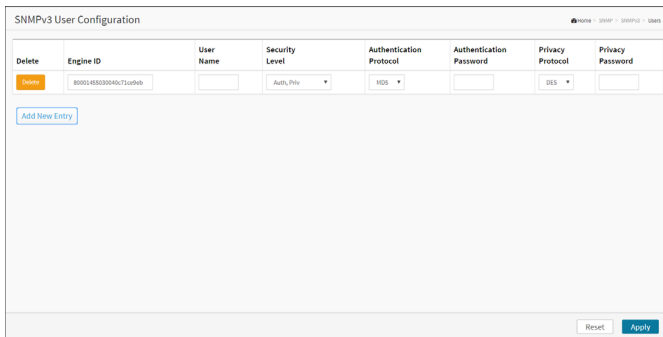 SNMPv3 User Configuration
Home > SNMP > SNMPv3 > Users
Delete
Engine ID
User Name
Security Level
Authentication Protocol
Authentication Password
Privacy Protocol
Privacy Password
Delete
80001455030040c71ce9eb
Auth, Priv
MD5
DES
Add New Entry
Reset
Apply